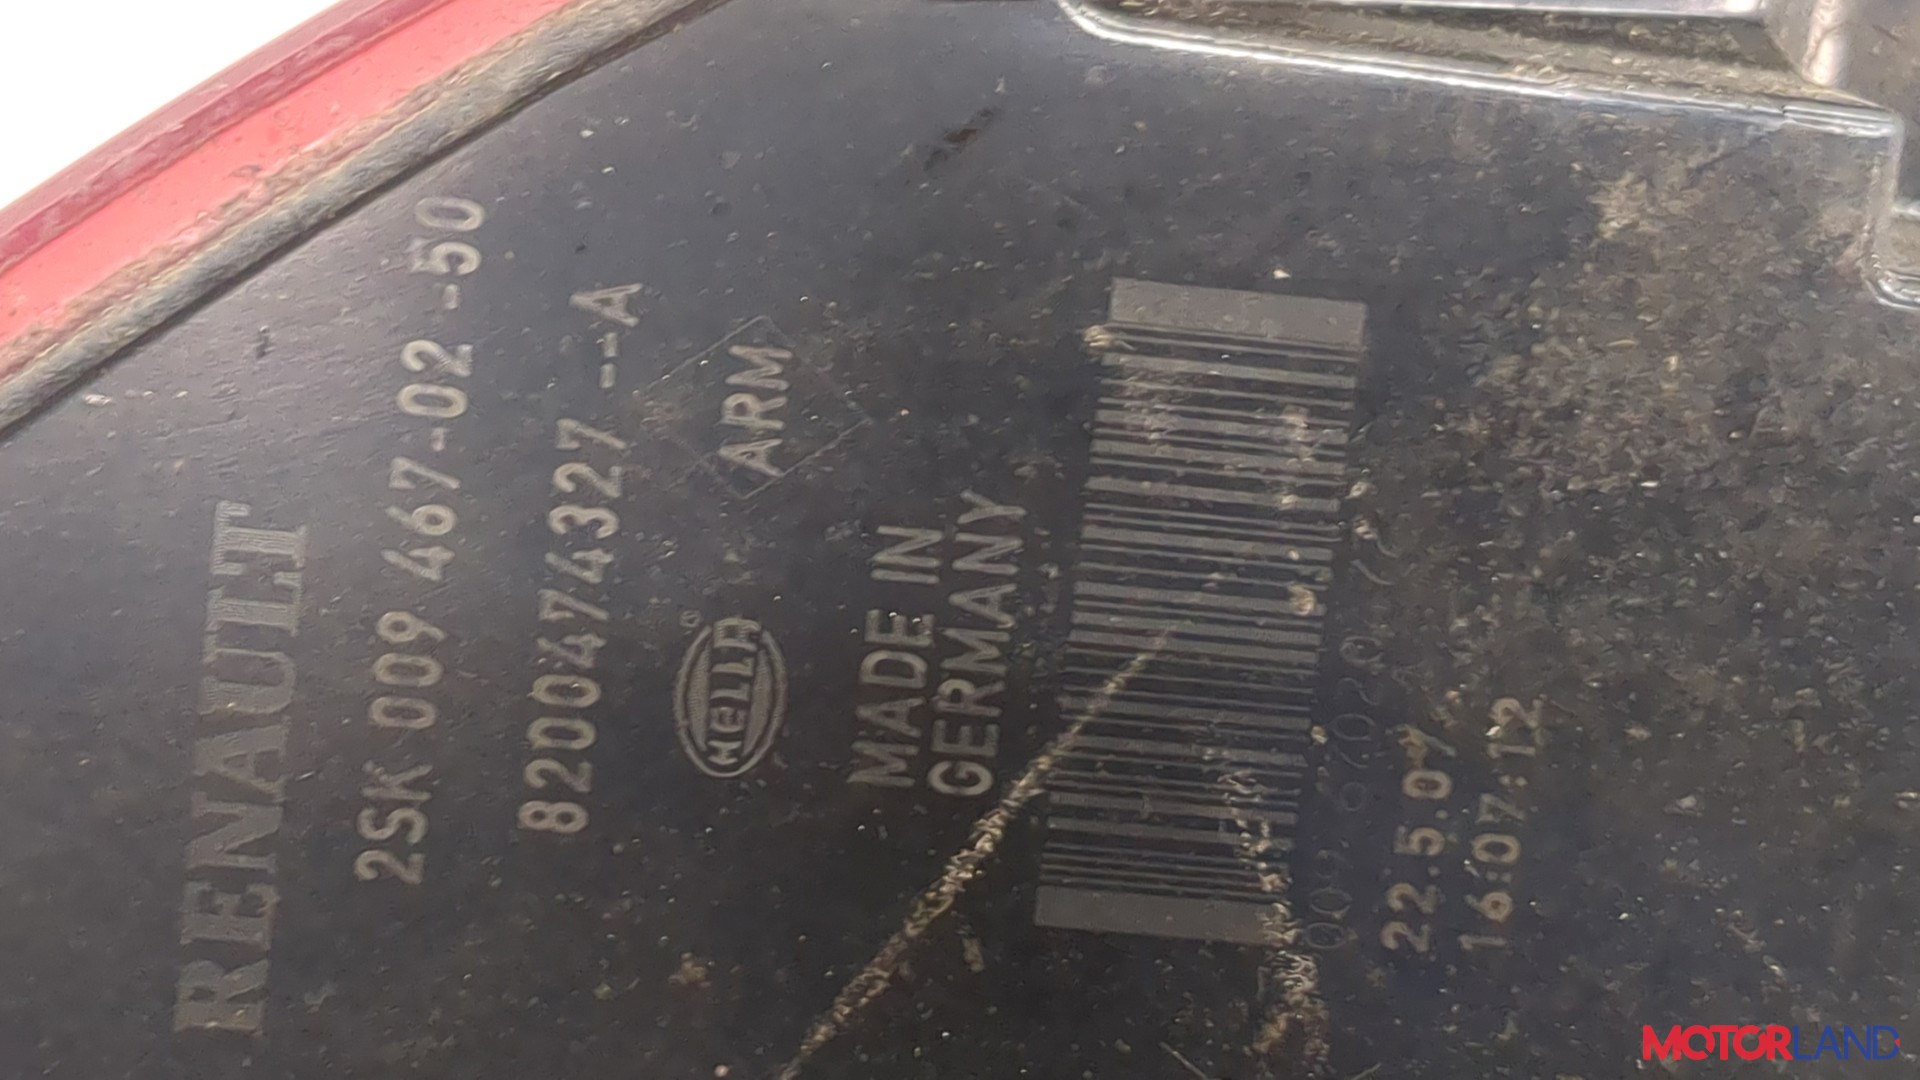 RENAULT
2SK 009 467-02 -50
8200474327 --A
ARM
HELLA®
MADE IN
GERMANY
22.5.07
16:07:12
MOTORLAND